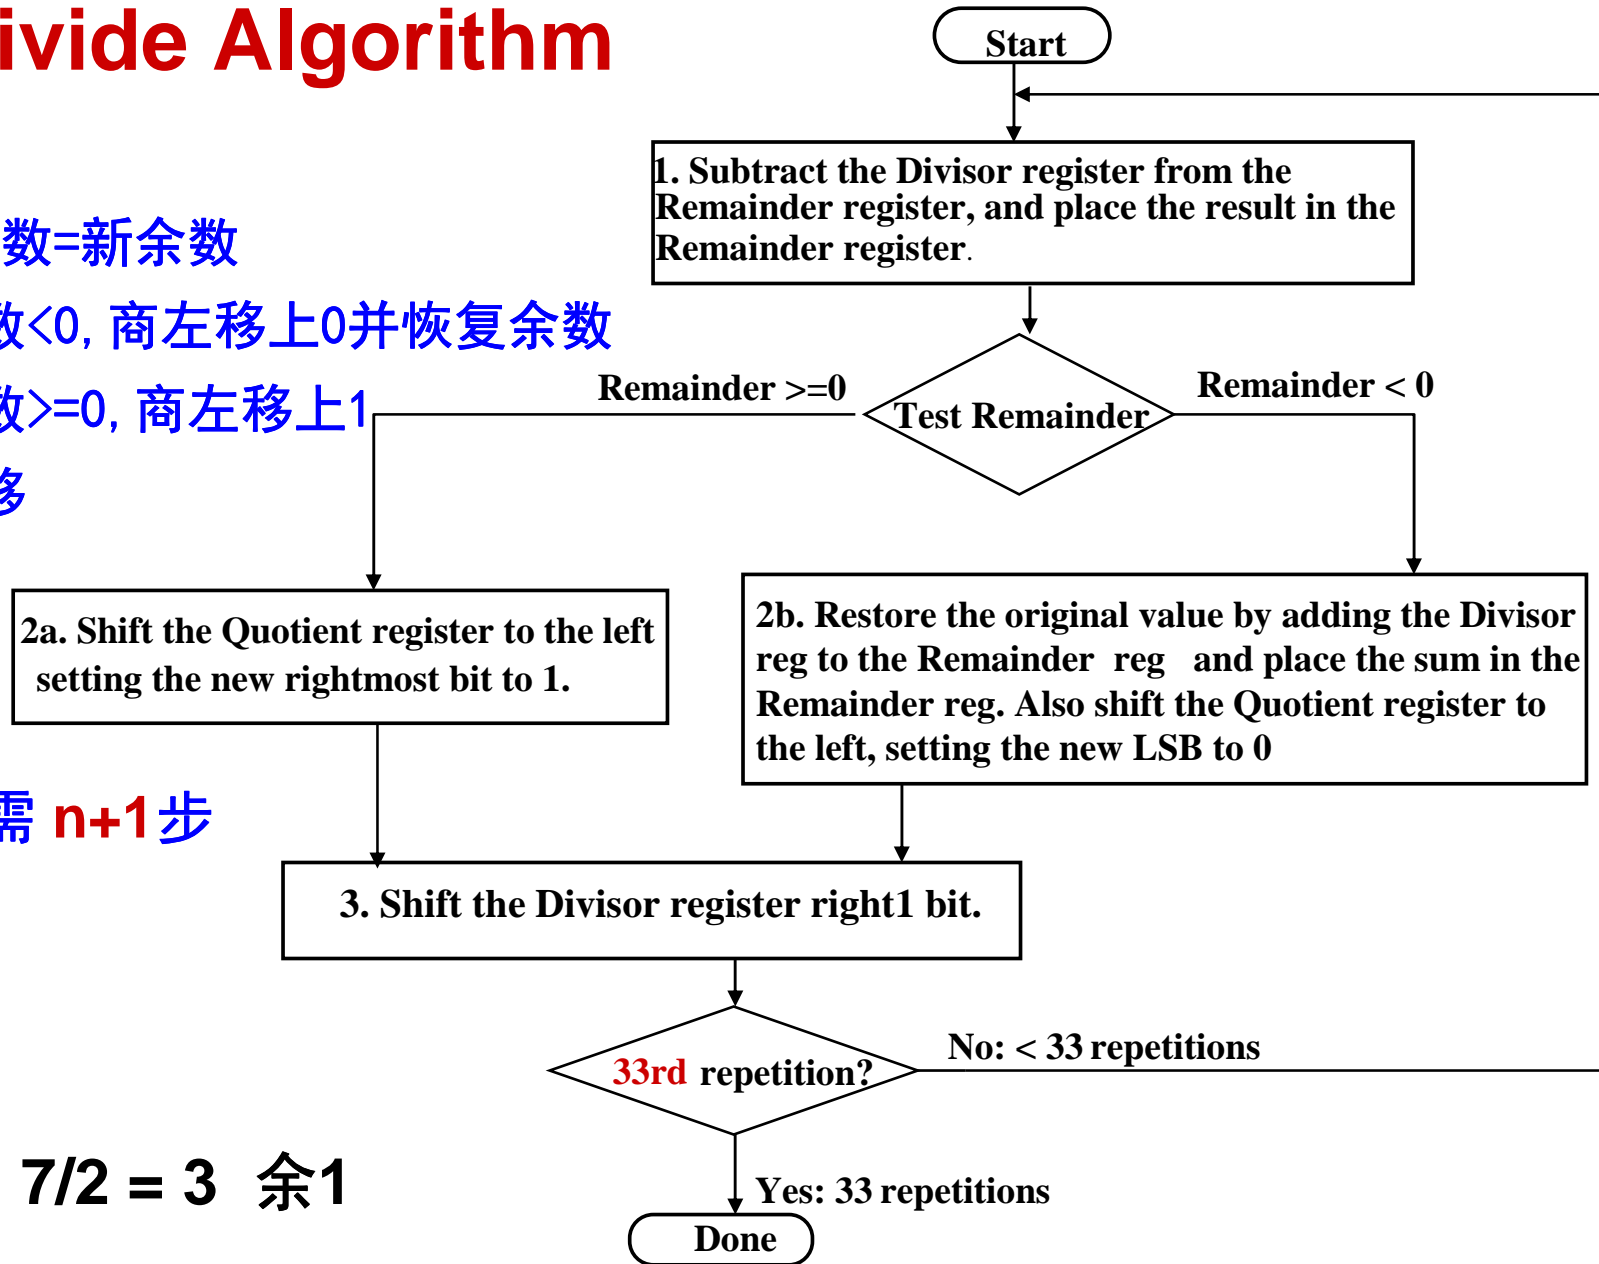 ivide Algorithm
Start
1. Subtract the Divisor register from the
Remainder register, and place the result in the
Remainder register.
数=新余数
数<0,商左移上0并恢复余数
数>=0,商左移上1
移
Remainder >=0
Test Remainder
Remainder < 0
2a. Shift the Quotient register to the left
setting the new rightmost bit to 1.
2b. Restore the original value by adding the Divisor
reg to the Remainder reg and place the sum in the
Remainder reg. Also shift the Quotient register to
the left, setting the new LSB to 0
需 n+1步
3. Shift the Divisor register right1 bit.
33rd repetition?
No: < 33 repetitions
7/2 = 3 余1
Yes: 33 repetitions
Done